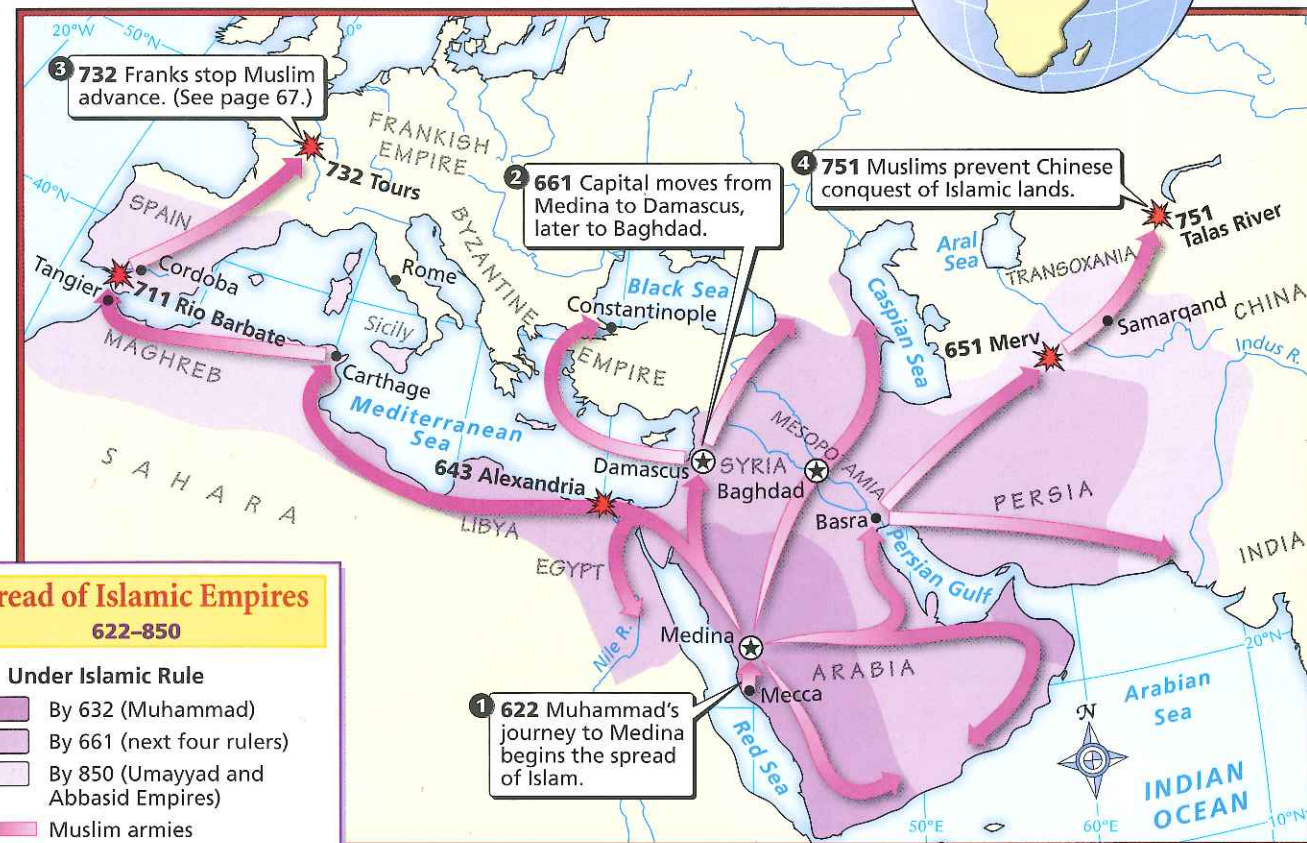 20°W
50°N
0°
3 732 Franks stop Muslim
advance. (See page 67.)
FRANKISH
EMPIRE
732 Tours
40°N
SPAIN
2 661 Capital moves from
Medina to Damascus,
later to Baghdad.
4 751 Muslims prevent Chinese
conquest of Islamic lands.
751
Talas River
Aral
Sea
TRANSOXANIA
CHINA
Samarqand
Indus R.
651 Merv
Caspian Sea
Black Sea
Constantinople
BYZANTINE
EMPIRE
Rome
Sicily
Cordoba
Tangier
711 Rio Barbate
MAGHREB
Carthage
Mediterranean
Sea
SAHARA
643 Alexandria
LIBYA
EGYPT
Nile R.
Damascus
SYRIA
Baghdad
MESOPOTAMIA
Basra
PERSIA
INDIA
Persian Gulf
Medina
ARABIA
Mecca
Red Sea
1 622 Muhammad's
journey to Medina
begins the spread
of Islam.
20°N
Arabian
Sea
N
INDIAN
OCEAN
50°E
60°E
10°N
read of Islamic Empires
622–850
Under Islamic Rule
By 632 (Muhammad)
By 661 (next four rulers)
By 850 (Umayyad and
Abbasid Empires)
Muslim armies